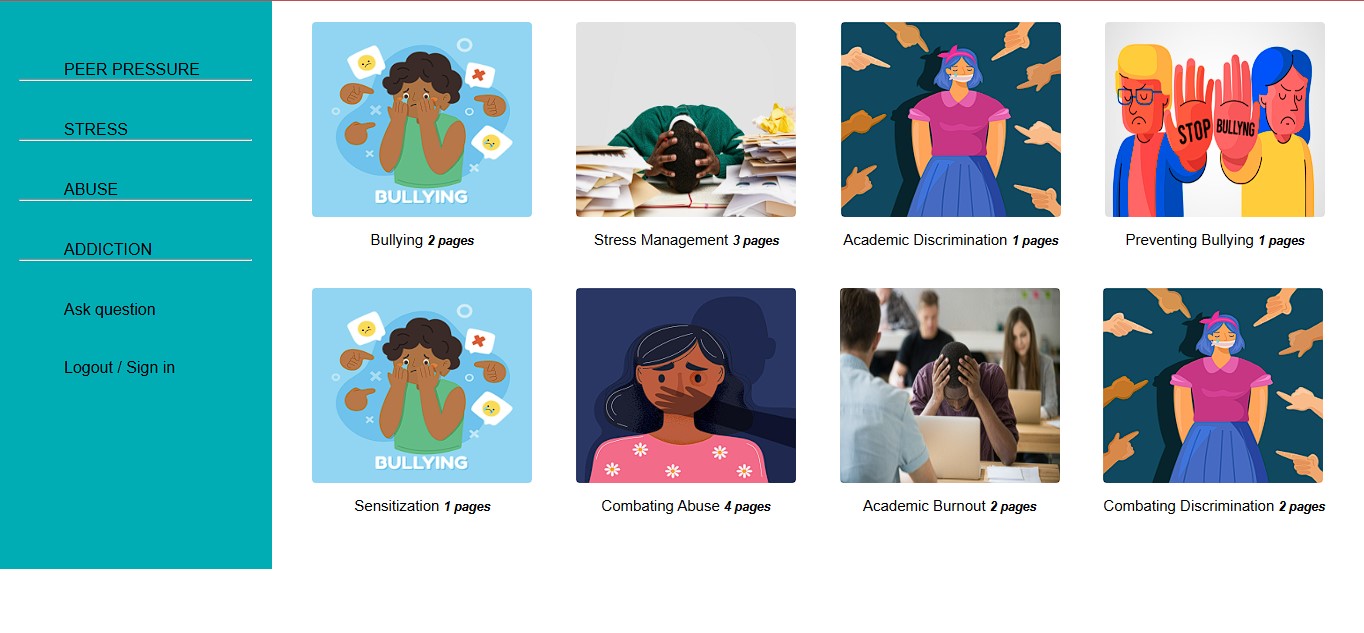 PEER PRESSURE
STRESS
ABUSE
ADDICTION
Ask question
Logout / Sign in
BULLYING
STOP BULLYNG
Bullying 2 pages
Stress Management 3 pages
Academic Discrimination 1 pages
Preventing Bullying 1 pages
BULLYING
Sensitization 1 pages
Combating Abuse 4 pages
Academic Burnout 2 pages
Combating Discrimination 2 pages